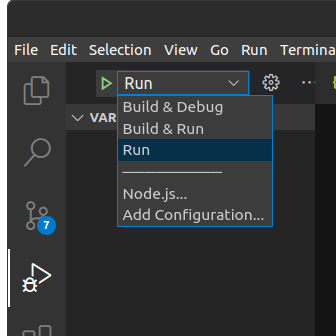 File Edit Selection View Go Run Termina
Run
VAR
Build & Debug
Build & Run
Run
Node.js...
Add Configuration...
7